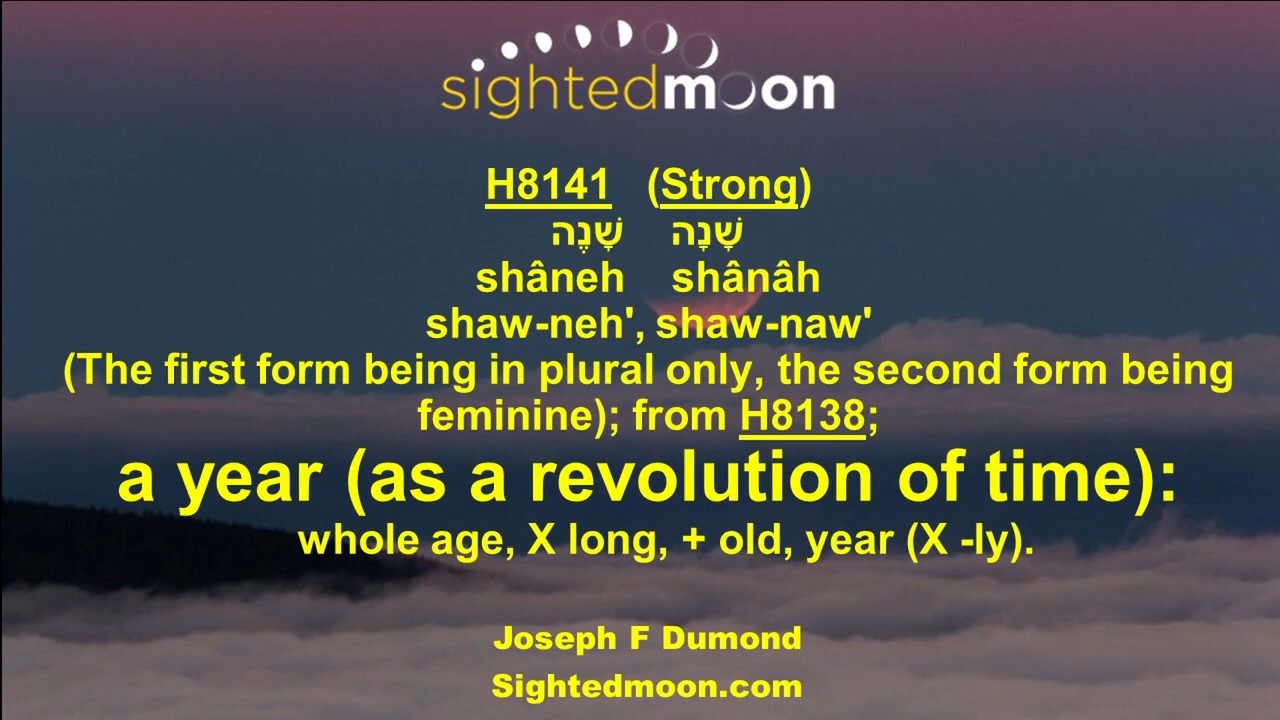 sightedmoon
H8141 (Strong)
שָׁנֶה שָׁנָה
shâneh shânâh
shaw-neh', shaw-naw'
(The first form being in plural only, the second form being
feminine); from H8138;
a year (as a revolution of time):
whole age, X long, + old, year (X -ly).
Joseph F Dumond
Sightedmoon.com